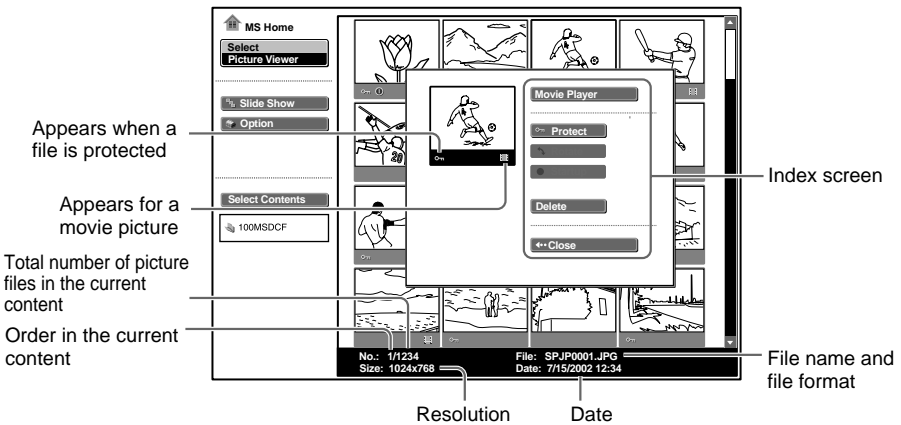 MS Home
Select
Picture Viewer
Slide Show
Option
Select Contents
100MSDCF
Movie Player
Protect
Delete
Close
20
No.: 1/1234
Size: 1024x768
File: SPJP0001.JPG
Date: 7/15/2002 12:34
Appears when a
file is protected
Appears for a
movie picture
Total number of picture
files in the current
content
Order in the current
content
Index screen
File name and
file format
Resolution
Date